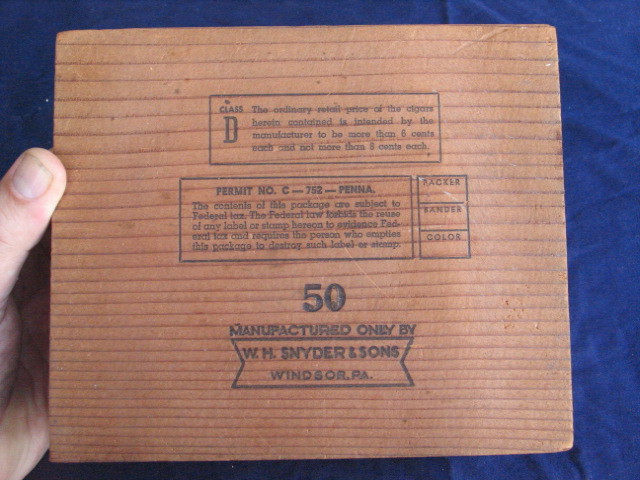 CLASS
D
The ordinary retail price of the cigars
herein contained is intended by the
manufacturer to be more than 6 cents
each and not more than 8 cents each.
PERMIT NO. C—752—PENNA.
The contents of this package are subject to
Federal tax. The Federal law forbids the reuse
of any label or stamp hereon to evidence Fed-
eral tax and requires the person who empties
this package to destroy such label or stamp.
PACKER
BANDER
COLOR
50
MANUFACTURED ONLY BY
W. H. SNYDER & SONS
WINDSOR, PA.